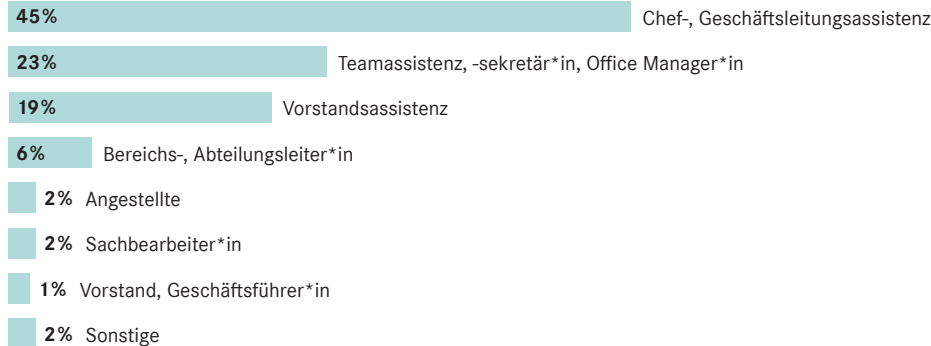 45% Chef-, Geschäftsleitungsassistenz
23% Teamassistenz, -sekretär*in, Office Manager*in
19% Vorstandsassistenz
6% Bereichs-, Abteilungsleiter*in
2% Angestellte
2% Sachbearbeiter*in
1% Vorstand, Geschäftsführer*in
2% Sonstige